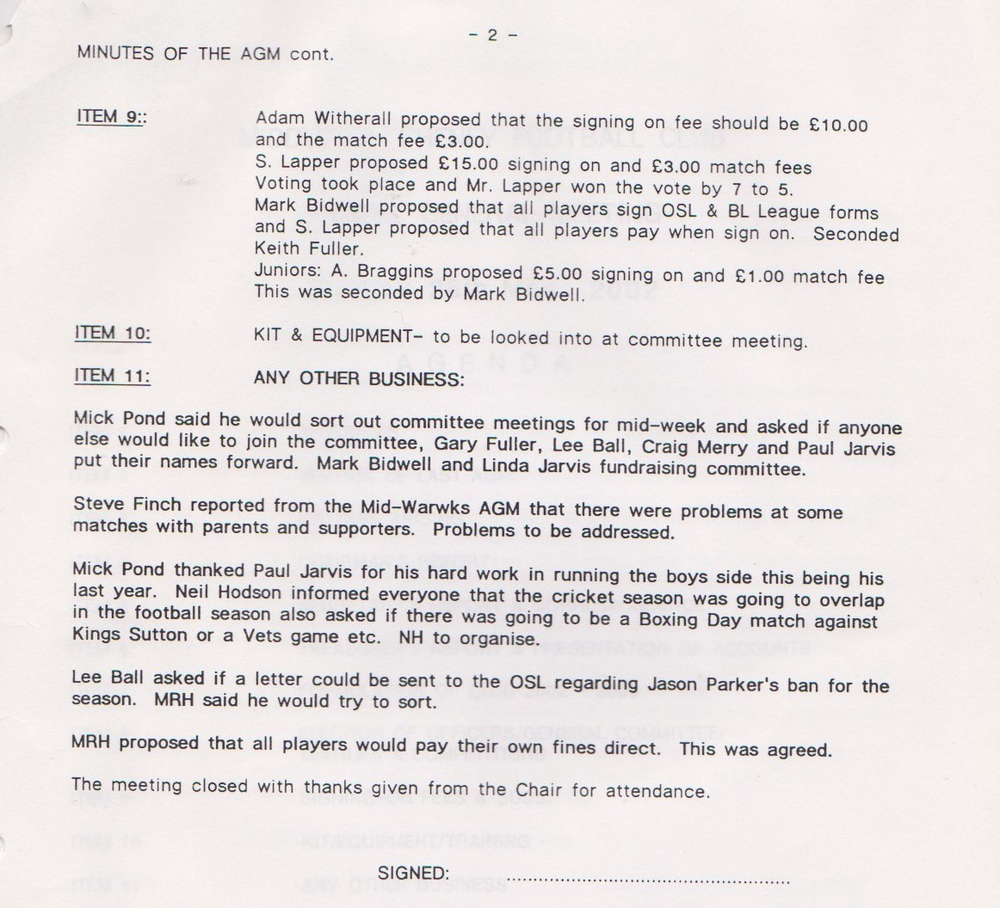 - 2 -
MINUTES OF THE AGM cont.
ITEM 9:: Adam Witherall proposed that the signing on fee should be £10.00
and the match fee £3.00.
S. Lapper proposed £15.00 signing on and £3.00 match fees
Voting took place and Mr. Lapper won the vote by 7 to 5.
Mark Bidwell proposed that all players sign OSL & BL League forms
and S. Lapper proposed that all players pay when sign on. Seconded
Keith Fuller.
Juniors: A. Braggins proposed £5.00 signing on and £1.00 match fee
This was seconded by Mark Bidwell.
ITEM 10: KIT & EQUIPMENT- to be looked into at committee meeting.
ITEM 11: ANY OTHER BUSINESS:
Mick Pond said he would sort out committee meetings for mid-week and asked if anyone
else would like to join the committee, Gary Fuller, Lee Ball, Craig Merry and Paul Jarvis
put their names forward. Mark Bidwell and Linda Jarvis fundraising committee.
Steve Finch reported from the Mid-Warwks AGM that there were problems at some
matches with parents and supporters. Problems to be addressed.
Mick Pond thanked Paul Jarvis for his hard work in running the boys side this being his
last year. Neil Hodson informed everyone that the cricket season was going to overlap
in the football season also asked if there was going to be a Boxing Day match against
Kings Sutton or a Vets game etc. NH to organise.
Lee Ball asked if a letter could be sent to the OSL regarding Jason Parker's ban for the
season. MRH said he would try to sort.
MRH proposed that all players would pay their own fines direct. This was agreed.
The meeting closed with thanks given from the Chair for attendance.
SIGNED: ..................................................